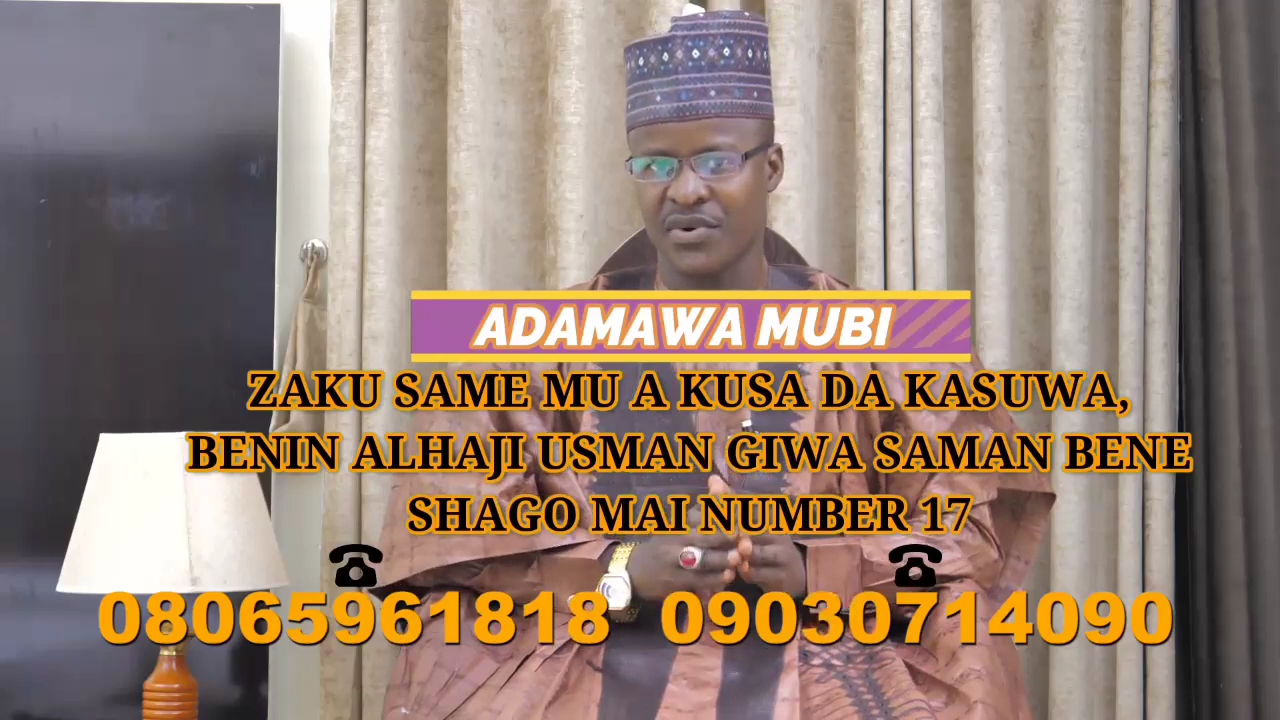 ADAMAWA MUBI
ZAKU SAME MU A KUSA DA KASUWA,
BENIN ALHAJI USMAN GIWA SAMAN BENE
SHAGO MAI NUMBER 17
08065961818 09030714090